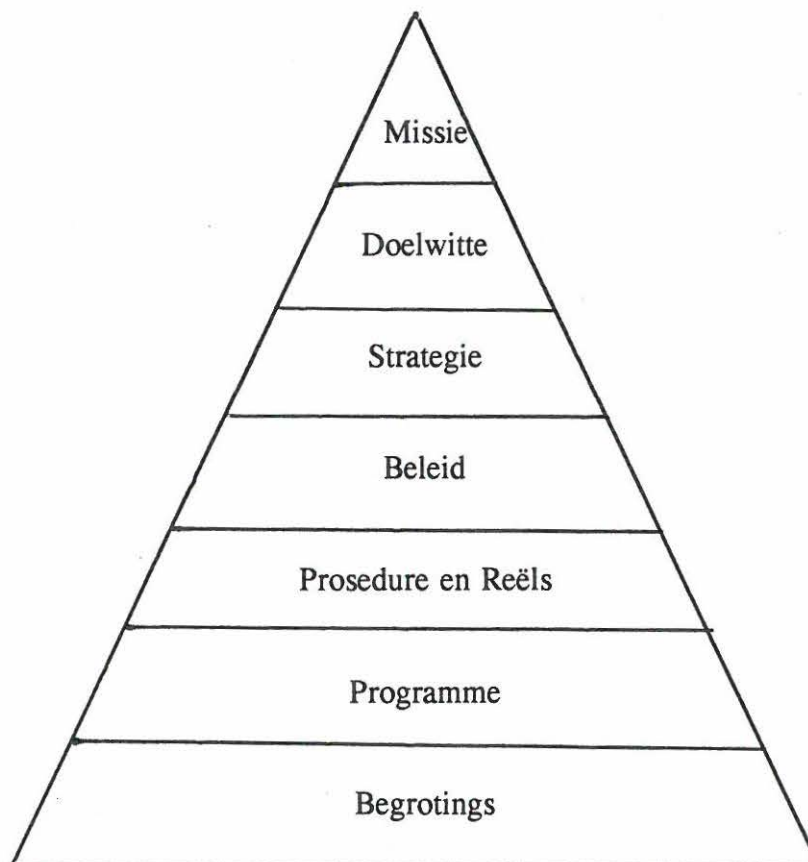 Missie
Doelwitte
Strategie
Beleid
Prosedure en Reëls
Programme
Begrotings